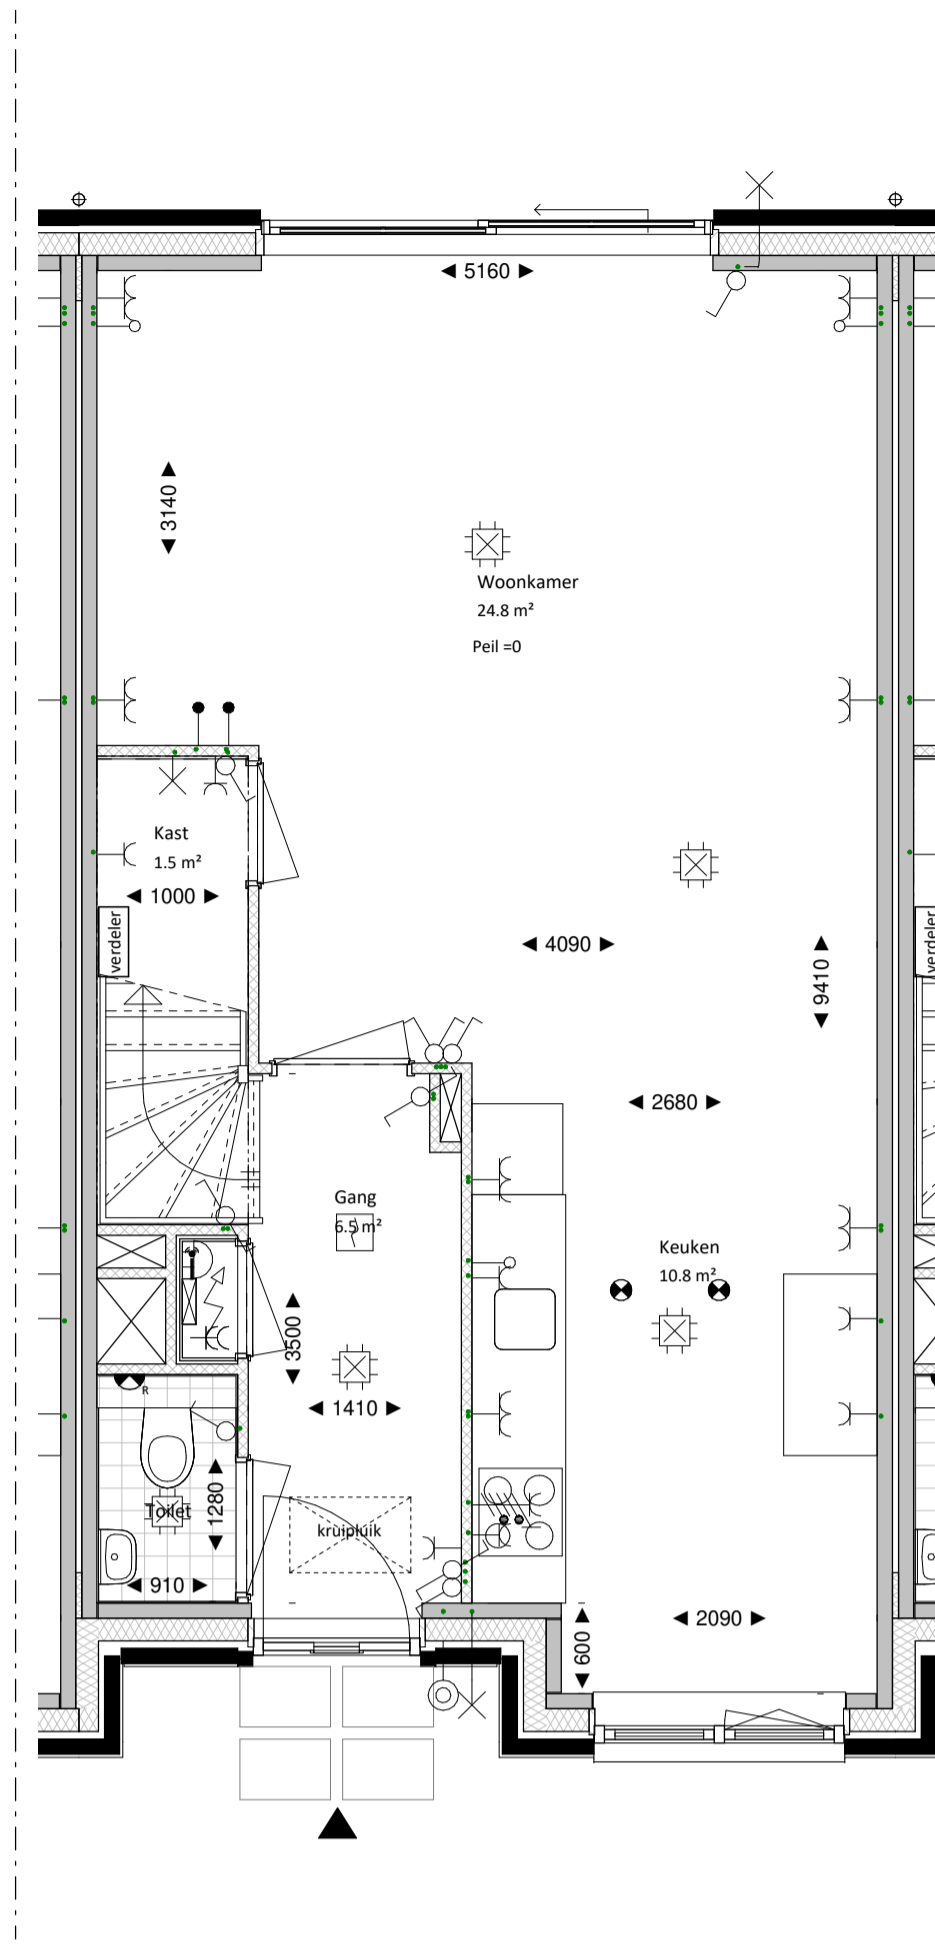 5160
3140
Woonkamer
24.8 m²
Peil =0
Kast
1.5 m²
1000
verdeler
verdeler
4090
9410
2680
Gang
6.5 m²
Keuken
10.8 m²
3500
1410
R
Toilet
1280
kruipluik
910
2090
600